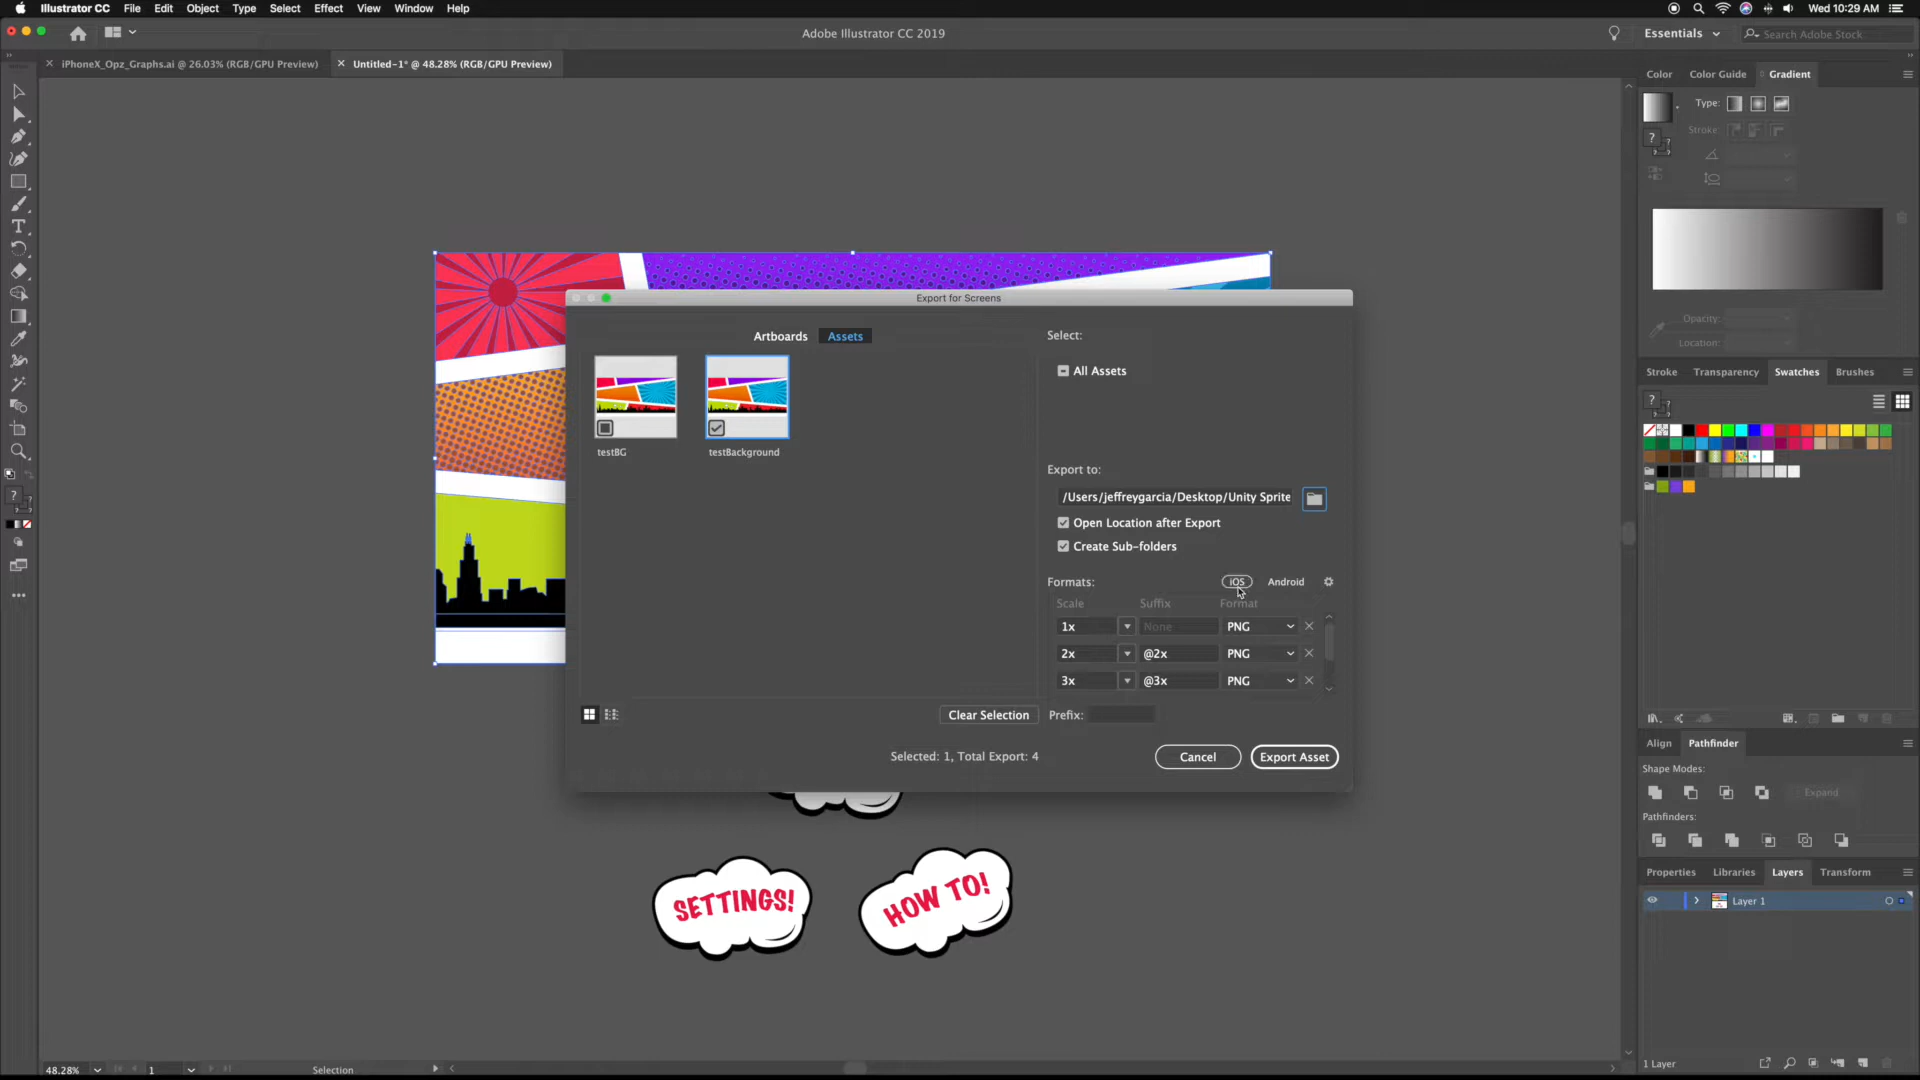 Illustrator CC File Edit Object Type Select Effect View Window Help
Wed 10:29 AM
Adobe Illustrator CC 2019
Essentials
Search Adobe Stock
iPhoneX_Opz_Graphs.ai @ 26.03% (RGB/GPU Preview)
Untitled-1* @ 48.28% (RGB/GPU Preview)
Color Color Guide Gradient
Type:
Stroke:
Opacity:
Location:
Stroke Transparency Swatches Brushes
Align Pathfinder
Shape Modes:
Expand
Pathfinders:
Properties Libraries Layers Transform
Layer 1
1 Layer
Export for Screens
Artboards Assets
testBG
testBackground
Select:
All Assets
Export to:
/Users/jeffreygarcia/Desktop/Unity Sprite
Open Location after Export
Create Sub-folders
Formats:
iOS
Android
Scale Suffix Format
1x None PNG
2x @2x PNG
3x @3x PNG
Clear Selection
Prefix:
Selected: 1, Total Export: 4
Cancel
Export Asset
SETTINGS!
HOW TO!
48.28%
1
Selection